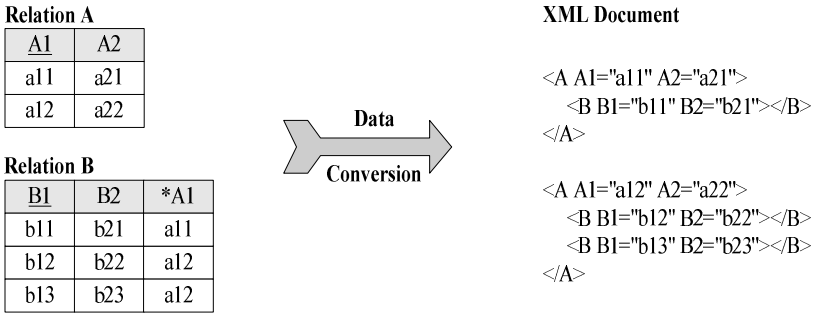 Relation A
A1 A2
a11 a21
a12 a22
Relation B
B1 B2 *A1
b11 b21 a11
b12 b22 a12
b13 b23 a12
Data
Conversion
XML Document
<A A1="a11" A2="a21">
<B B1="b11" B2="b21"></B>
</A>
<A A1="a12" A2="a22">
<B B1="b12" B2="b22"></B>
<B B1="b13" B2="b23"></B>
</A>